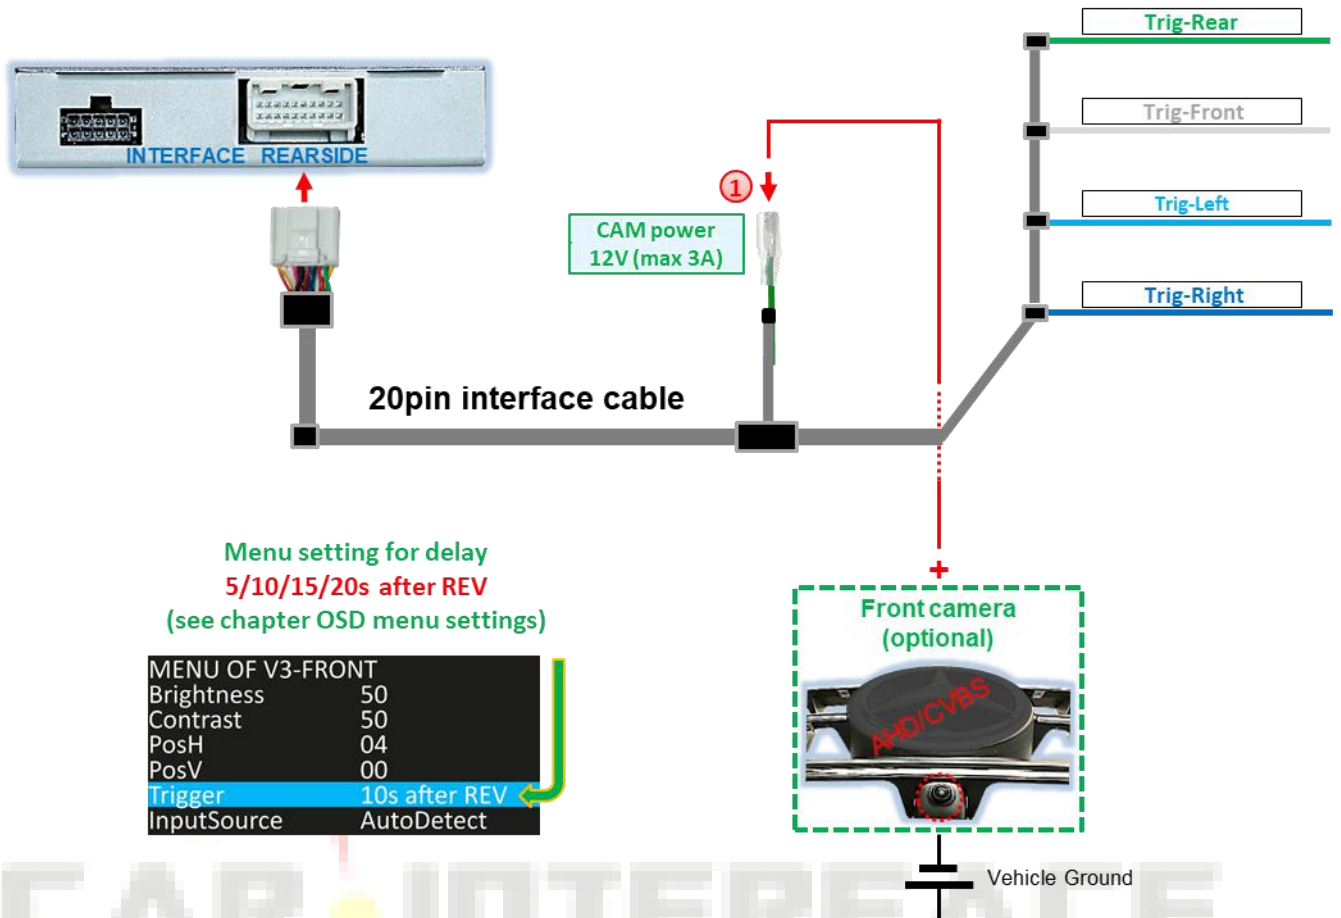 Trig-Rear
Trig-Front
Trig-Left
Trig-Right
INTERFACE REARSIDE
1
CAM power
12V (max 3A)
20pin interface cable
Menu setting for delay
5/10/15/20s after REV
(see chapter OSD menu settings)
MENU OF V3-FRONT
Brightness 50
Contrast 50
PosH 04
PosV 00
Trigger 10s after REV
InputSource AutoDetect
+
Front camera
(optional)
AHD/CVBS
Vehicle Ground